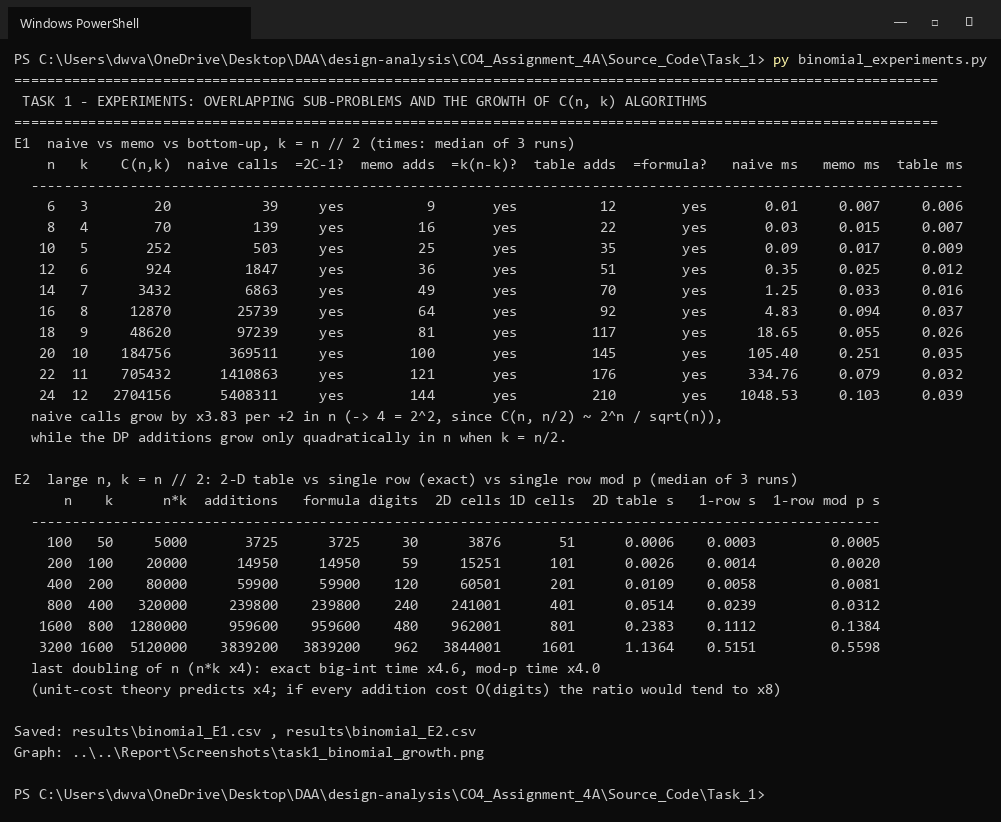 Windows PowerShell
PS C:\Users\dwva\OneDrive\Desktop\DAA\design-analysis\CO4_Assignment_4A\Source_Code\Task_1> py binomial_experiments.py
================================================================================================================
 TASK 1 - EXPERIMENTS: OVERLAPPING SUB-PROBLEMS AND THE GROWTH OF C(n, k) ALGORITHMS
================================================================================================================
E1  naive vs memo vs bottom-up, k = n // 2 (times: median of 3 runs)
    n   k    C(n,k)  naive calls  =2C-1?  memo adds  =k(n-k)?  table adds  =formula?   naive ms   memo ms  table ms
  -----------------------------------------------------------------------------------------------------------------
    6   3        20           39     yes          9       yes          12        yes       0.01     0.007     0.006
    8   4        70          139     yes         16       yes          22        yes       0.03     0.015     0.007
   10   5       252          503     yes         25       yes          35        yes       0.09     0.017     0.009
   12   6       924         1847     yes         36       yes          51        yes       0.35     0.025     0.012
   14   7      3432         6863     yes         49       yes          70        yes       1.25     0.033     0.016
   16   8     12870        25739     yes         64       yes          92        yes       4.83     0.094     0.037
   18   9     48620        97239     yes         81       yes         117        yes      18.65     0.055     0.026
   20  10    184756       369511     yes        100       yes         145        yes     105.40     0.251     0.035
   22  11    705432      1410863     yes        121       yes         176        yes     334.76     0.079     0.032
   24  12   2704156      5408311     yes        144       yes         210        yes    1048.53     0.103     0.039
  naive calls grow by x3.83 per +2 in n (-> 4 = 2^2, since C(n, n/2) ~ 2^n / sqrt(n)),
  while the DP additions grow only quadratically in n when k = n/2.
E2  large n, k = n // 2: 2-D table vs single row (exact) vs single row mod p (median of 3 runs)
      n    k      n*k  additions   formula digits  2D cells 1D cells  2D table s   1-row s  1-row mod p s
  -------------------------------------------------------------------------------------------------------
    100   50     5000       3725      3725     30      3876       51      0.0006    0.0003         0.0005
    200  100    20000      14950     14950     59     15251      101      0.0026    0.0014         0.0020
    400  200    80000      59900     59900    120     60501      201      0.0109    0.0058         0.0081
    800  400   320000     239800    239800    240    241001      401      0.0514    0.0239         0.0312
   1600  800  1280000     959600    959600    480    962001      801      0.2383    0.1112         0.1384
   3200 1600  5120000    3839200   3839200    962   3844001     1601      1.1364    0.5151         0.5598
  last doubling of n (n*k x4): exact big-int time x4.6, mod-p time x4.0
  (unit-cost theory predicts x4; if every addition cost O(digits) the ratio would tend to x8)
Saved: results\binomial_E1.csv , results\binomial_E2.csv
Graph: ..\..\Report\Screenshots\task1_binomial_growth.png
PS C:\Users\dwva\OneDrive\Desktop\DAA\design-analysis\CO4_Assignment_4A\Source_Code\Task_1>